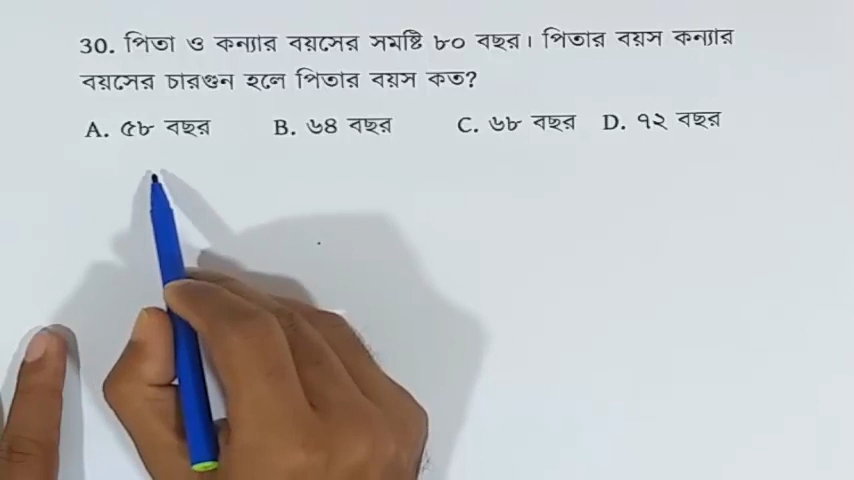 30. পিতা ও কন্যার বয়সের সমষ্টি ৮০ বছর। পিতার বয়স কন্যার
বয়সের চারগুন হলে পিতার বয়স কত?
A. ৫৮ বছর B. ৬৪ বছর C. ৬৮ বছর D. ৭২ বছর